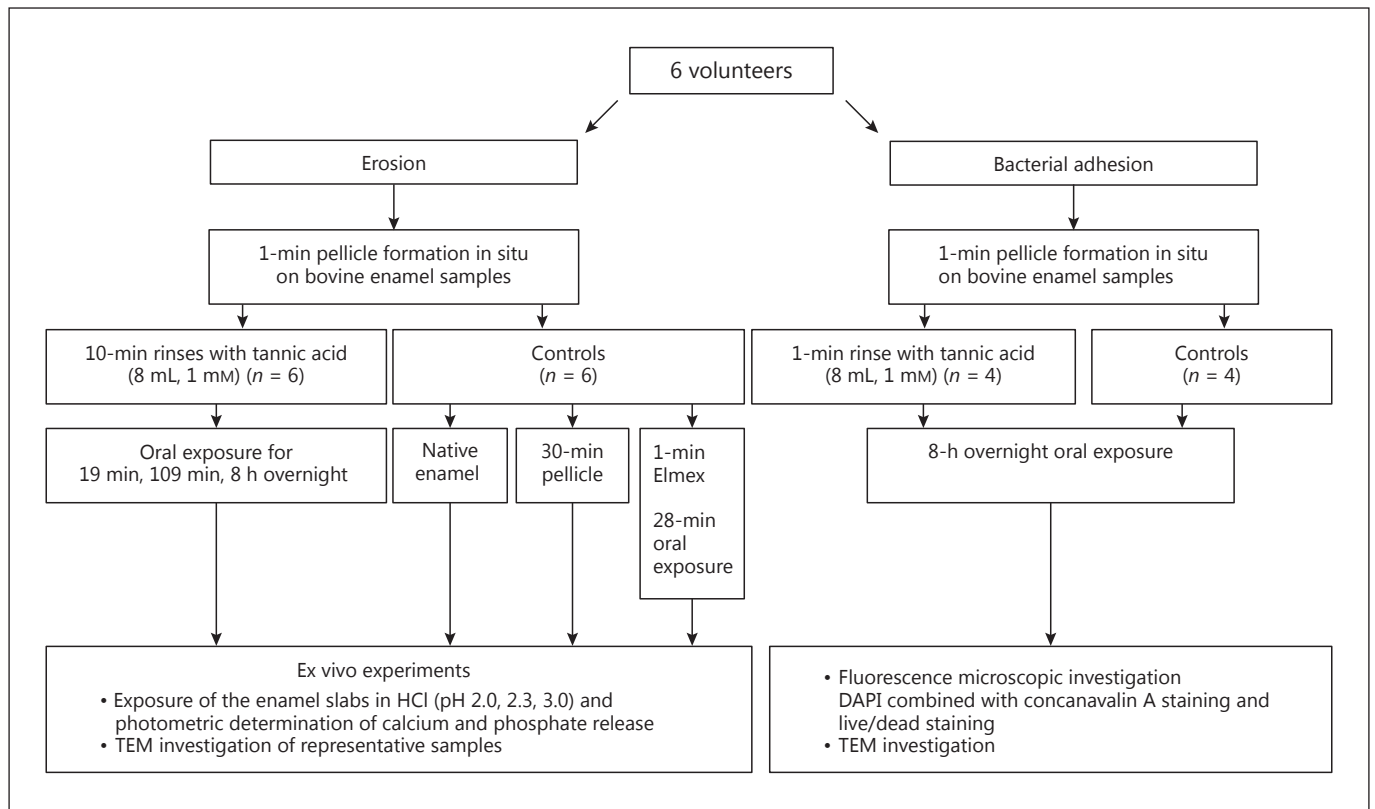 6 volunteers
Erosion
Bacterial adhesion
1-min pellicle formation in situ
on bovine enamel samples
1-min pellicle formation in situ
on bovine enamel samples
10-min rinses with tannic acid
(8 mL, 1 mM) (n = 6)
Controls
(n = 6)
1-min rinse with tannic acid
(8 mL, 1 mM) (n = 4)
Controls
(n = 4)
Oral exposure for
19 min, 109 min, 8 h overnight
Native
enamel
30-min
pellicle
1-min
Elmex
28-min
oral
exposure
8-h overnight oral exposure
Ex vivo experiments
• Exposure of the enamel slabs in HCl (pH 2.0, 2.3, 3.0) and
photometric determination of calcium and phosphate release
• TEM investigation of representative samples
• Fluorescence microscopic investigation
DAPI combined with concanavalin A staining and
live/dead staining
• TEM investigation